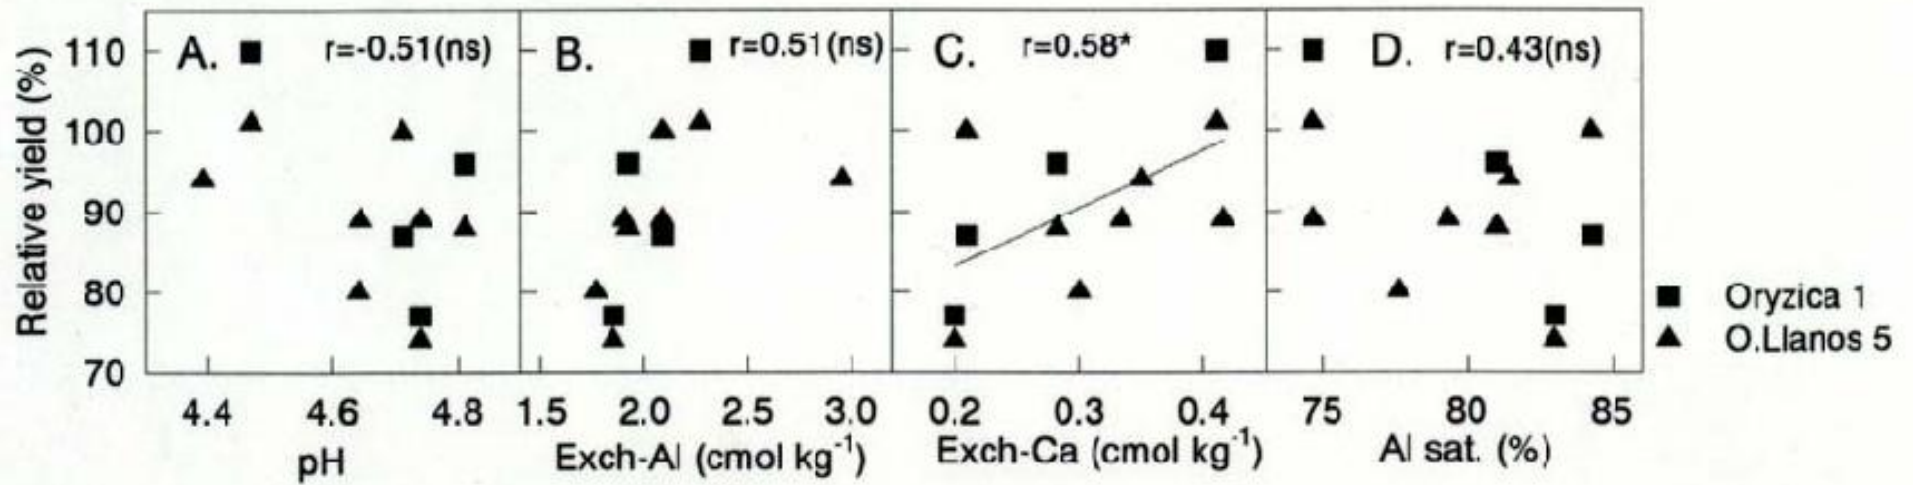 Relative yield (%)
110
100
90
80
70
A.
r=-0.51(ns)
4.4
4.6
4.8
pH
B.
r=0.51(ns)
1.5
2.0
2.5
3.0
Exch-Al (cmol kg⁻¹)
C.
r=0.58*
0.2
0.3
0.4
Exch-Ca (cmol kg⁻¹)
D.
r=0.43(ns)
75
80
85
Al sat. (%)
Oryzica 1
O.Llanos 5